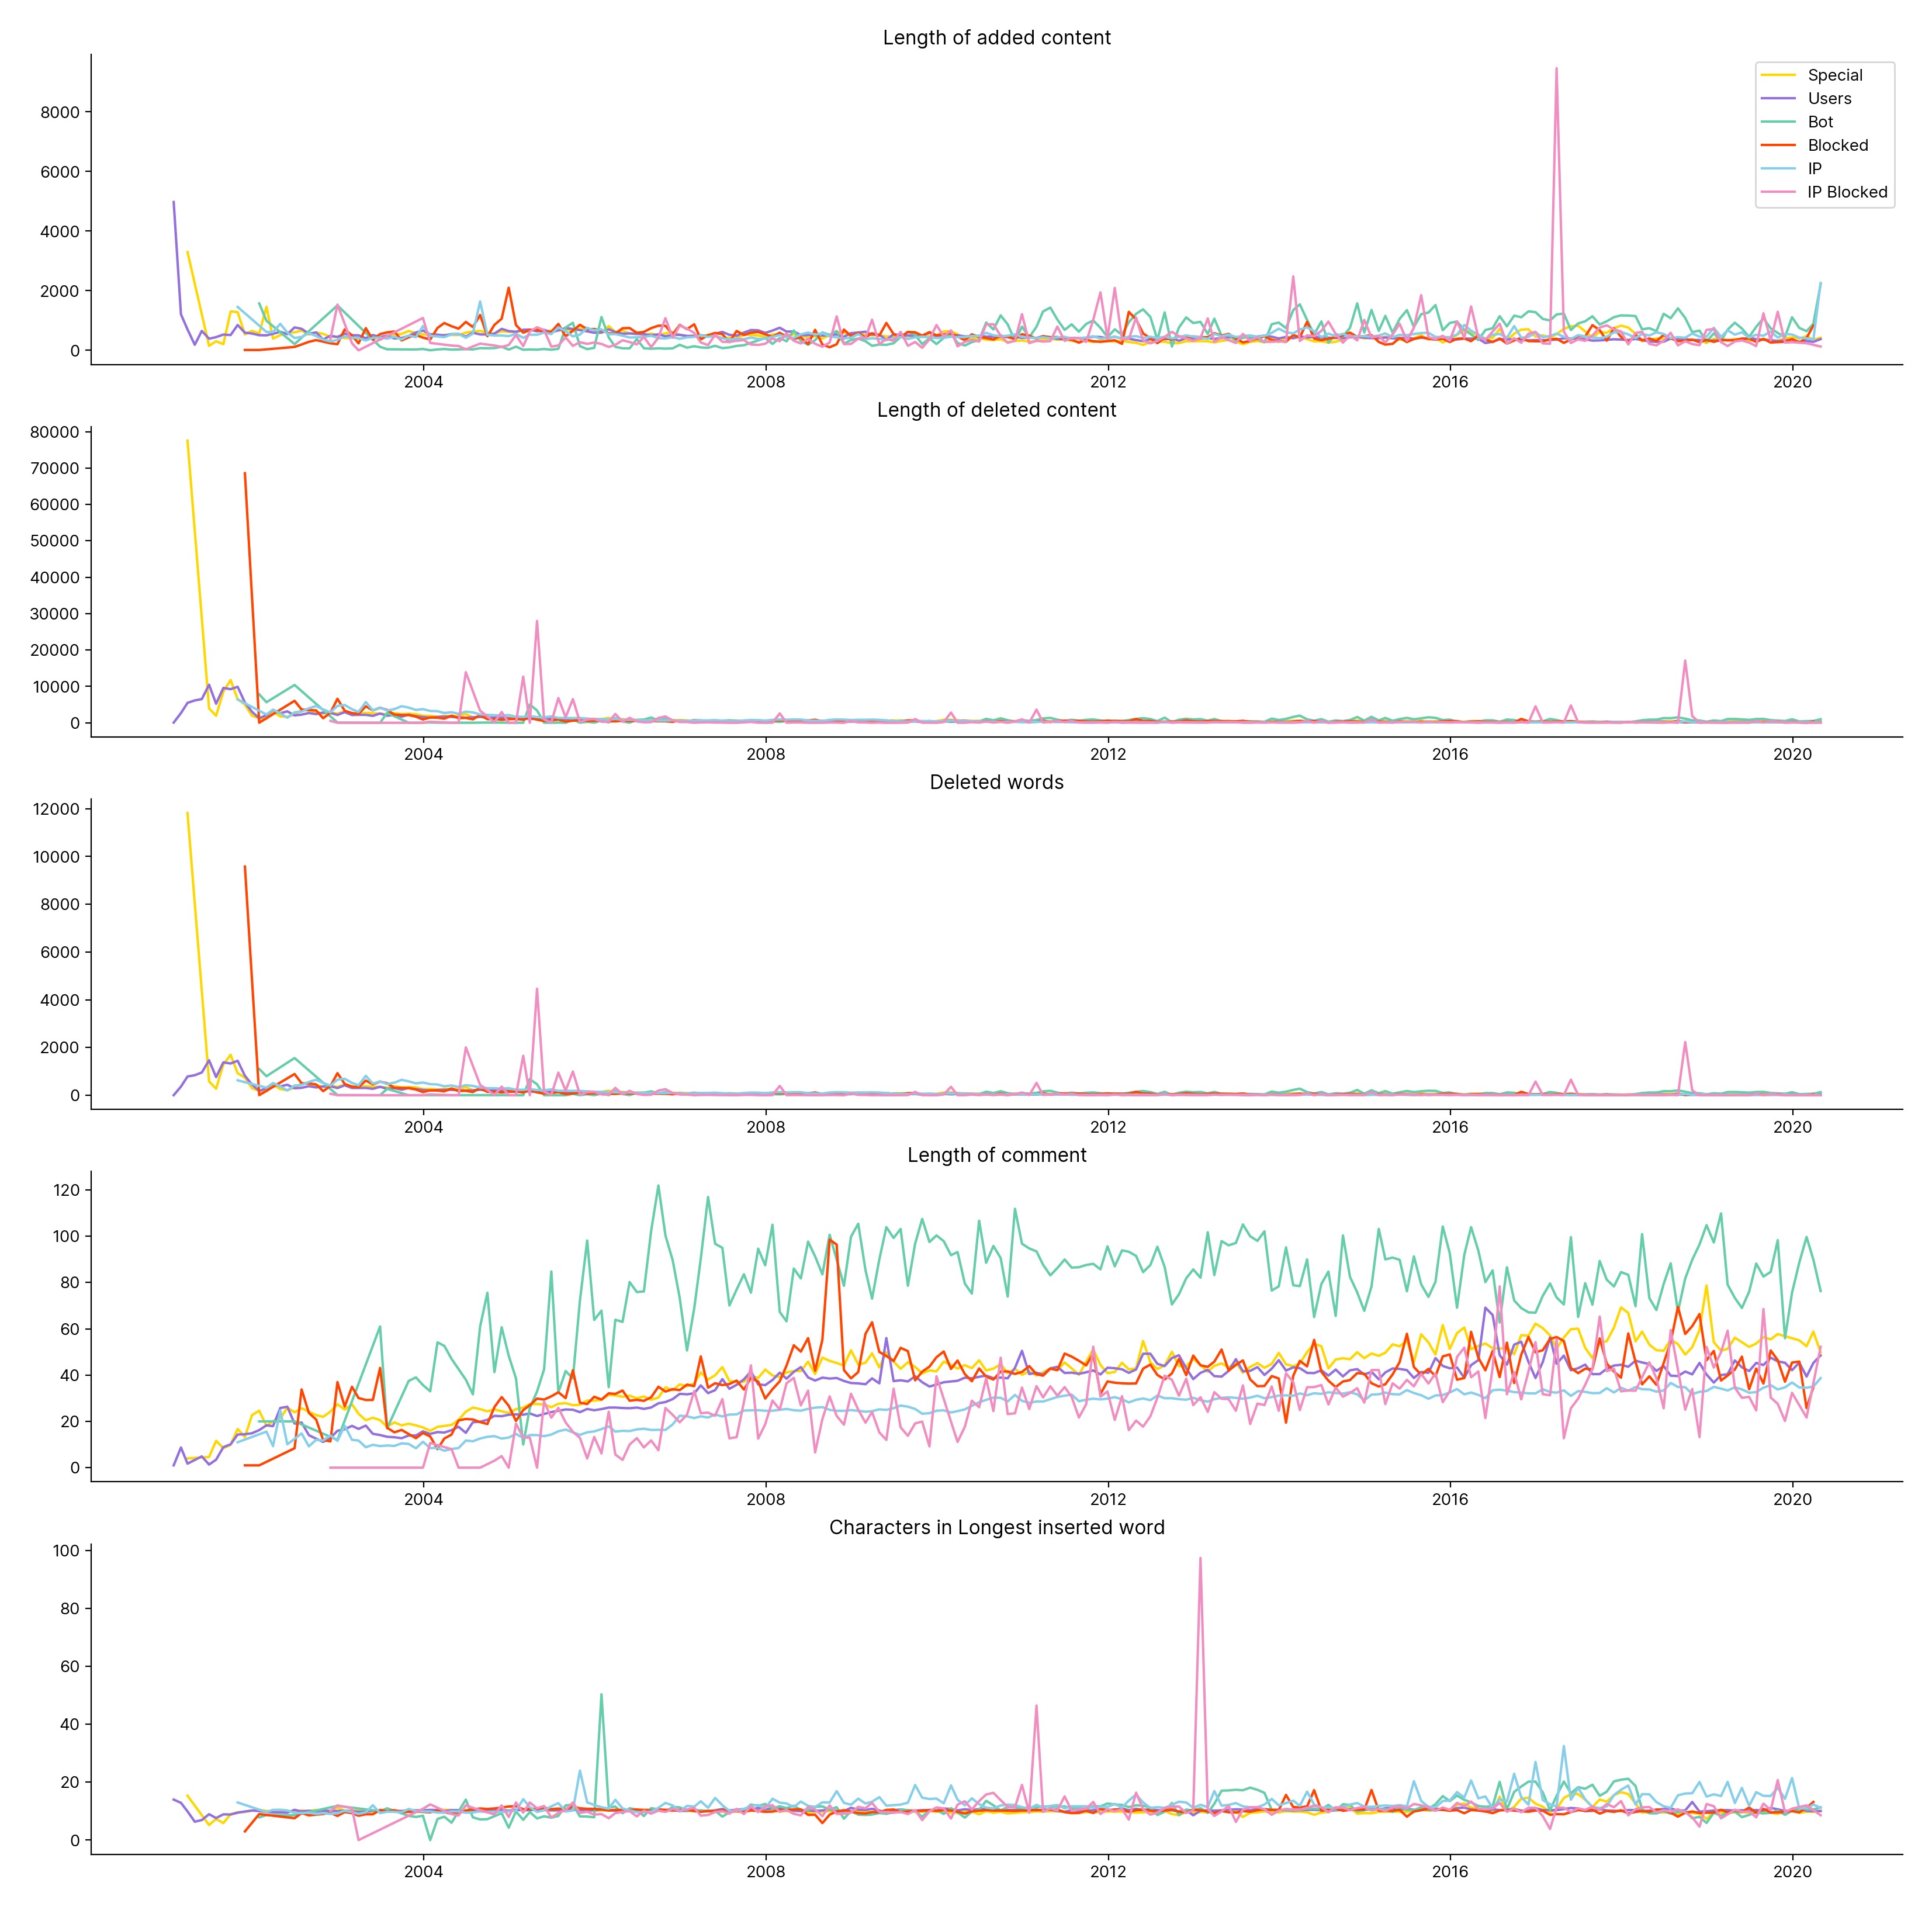 Length of added content
8000
6000
4000
2000
0
2004 2008 2012 2016 2020
Special
Users
Bot
Blocked
IP
IP Blocked
Length of deleted content
80000
70000
60000
50000
40000
30000
20000
10000
0
2004 2008 2012 2016 2020
Deleted words
12000
10000
8000
6000
4000
2000
0
2004 2008 2012 2016 2020
Length of comment
120
100
80
60
40
20
0
2004 2008 2012 2016 2020
Characters in Longest inserted word
100
80
60
40
20
0
2004 2008 2012 2016 2020